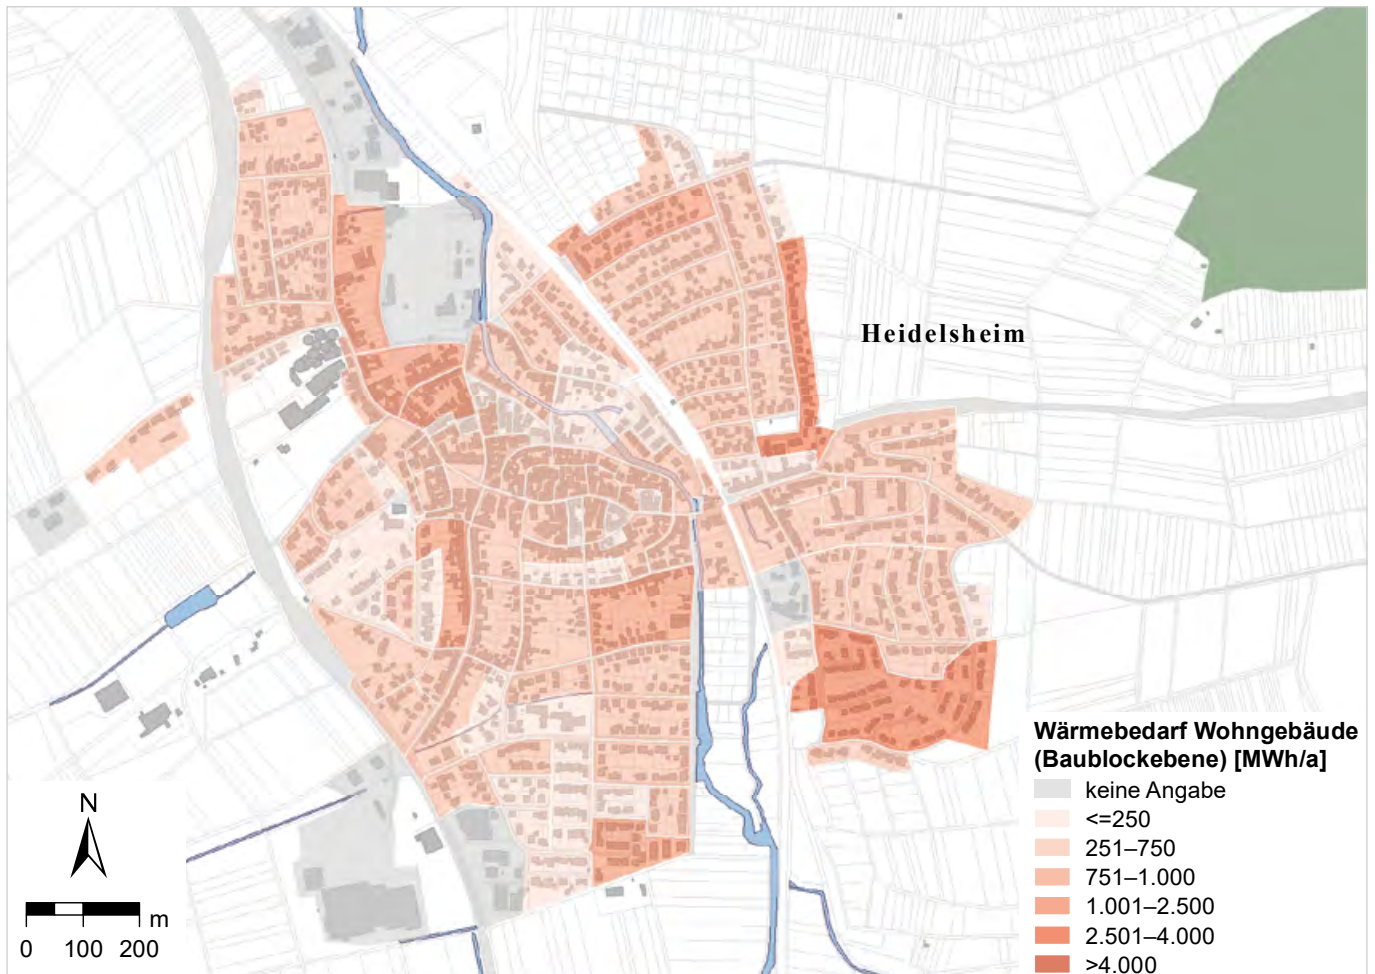 Heidelsheim
Wärmebedarf Wohngebäude
(Baublockebene) [MWh/a]
keine Angabe
<=250
251–750
751–1.000
1.001–2.500
2.501–4.000
>4.000
N
m
0 100 200